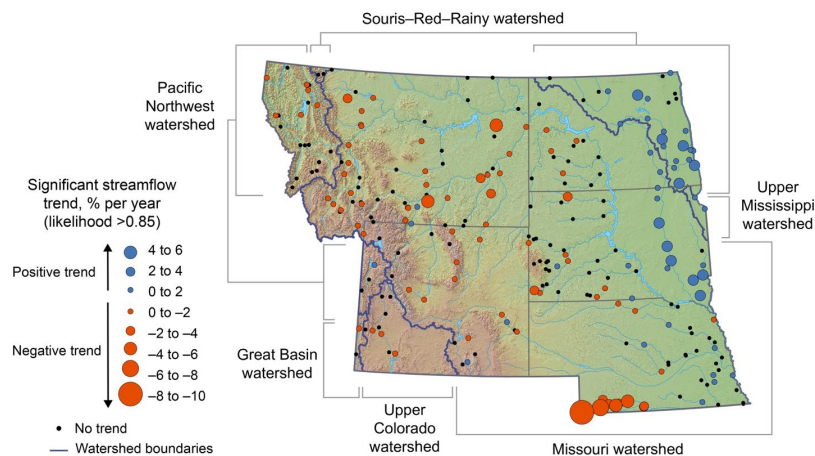 Souris–Red–Rainy watershed
Pacific
Northwest
watershed
Significant streamflow
trend, % per year
(likelihood >0.85)
Positive trend
4 to 6
2 to 4
0 to 2
Negative trend
0 to −2
−2 to −4
−4 to −6
−6 to −8
−8 to −10
No trend
Watershed boundaries
Great Basin
watershed
Upper
Colorado
watershed
Missouri watershed
Upper
Mississippi
watershed